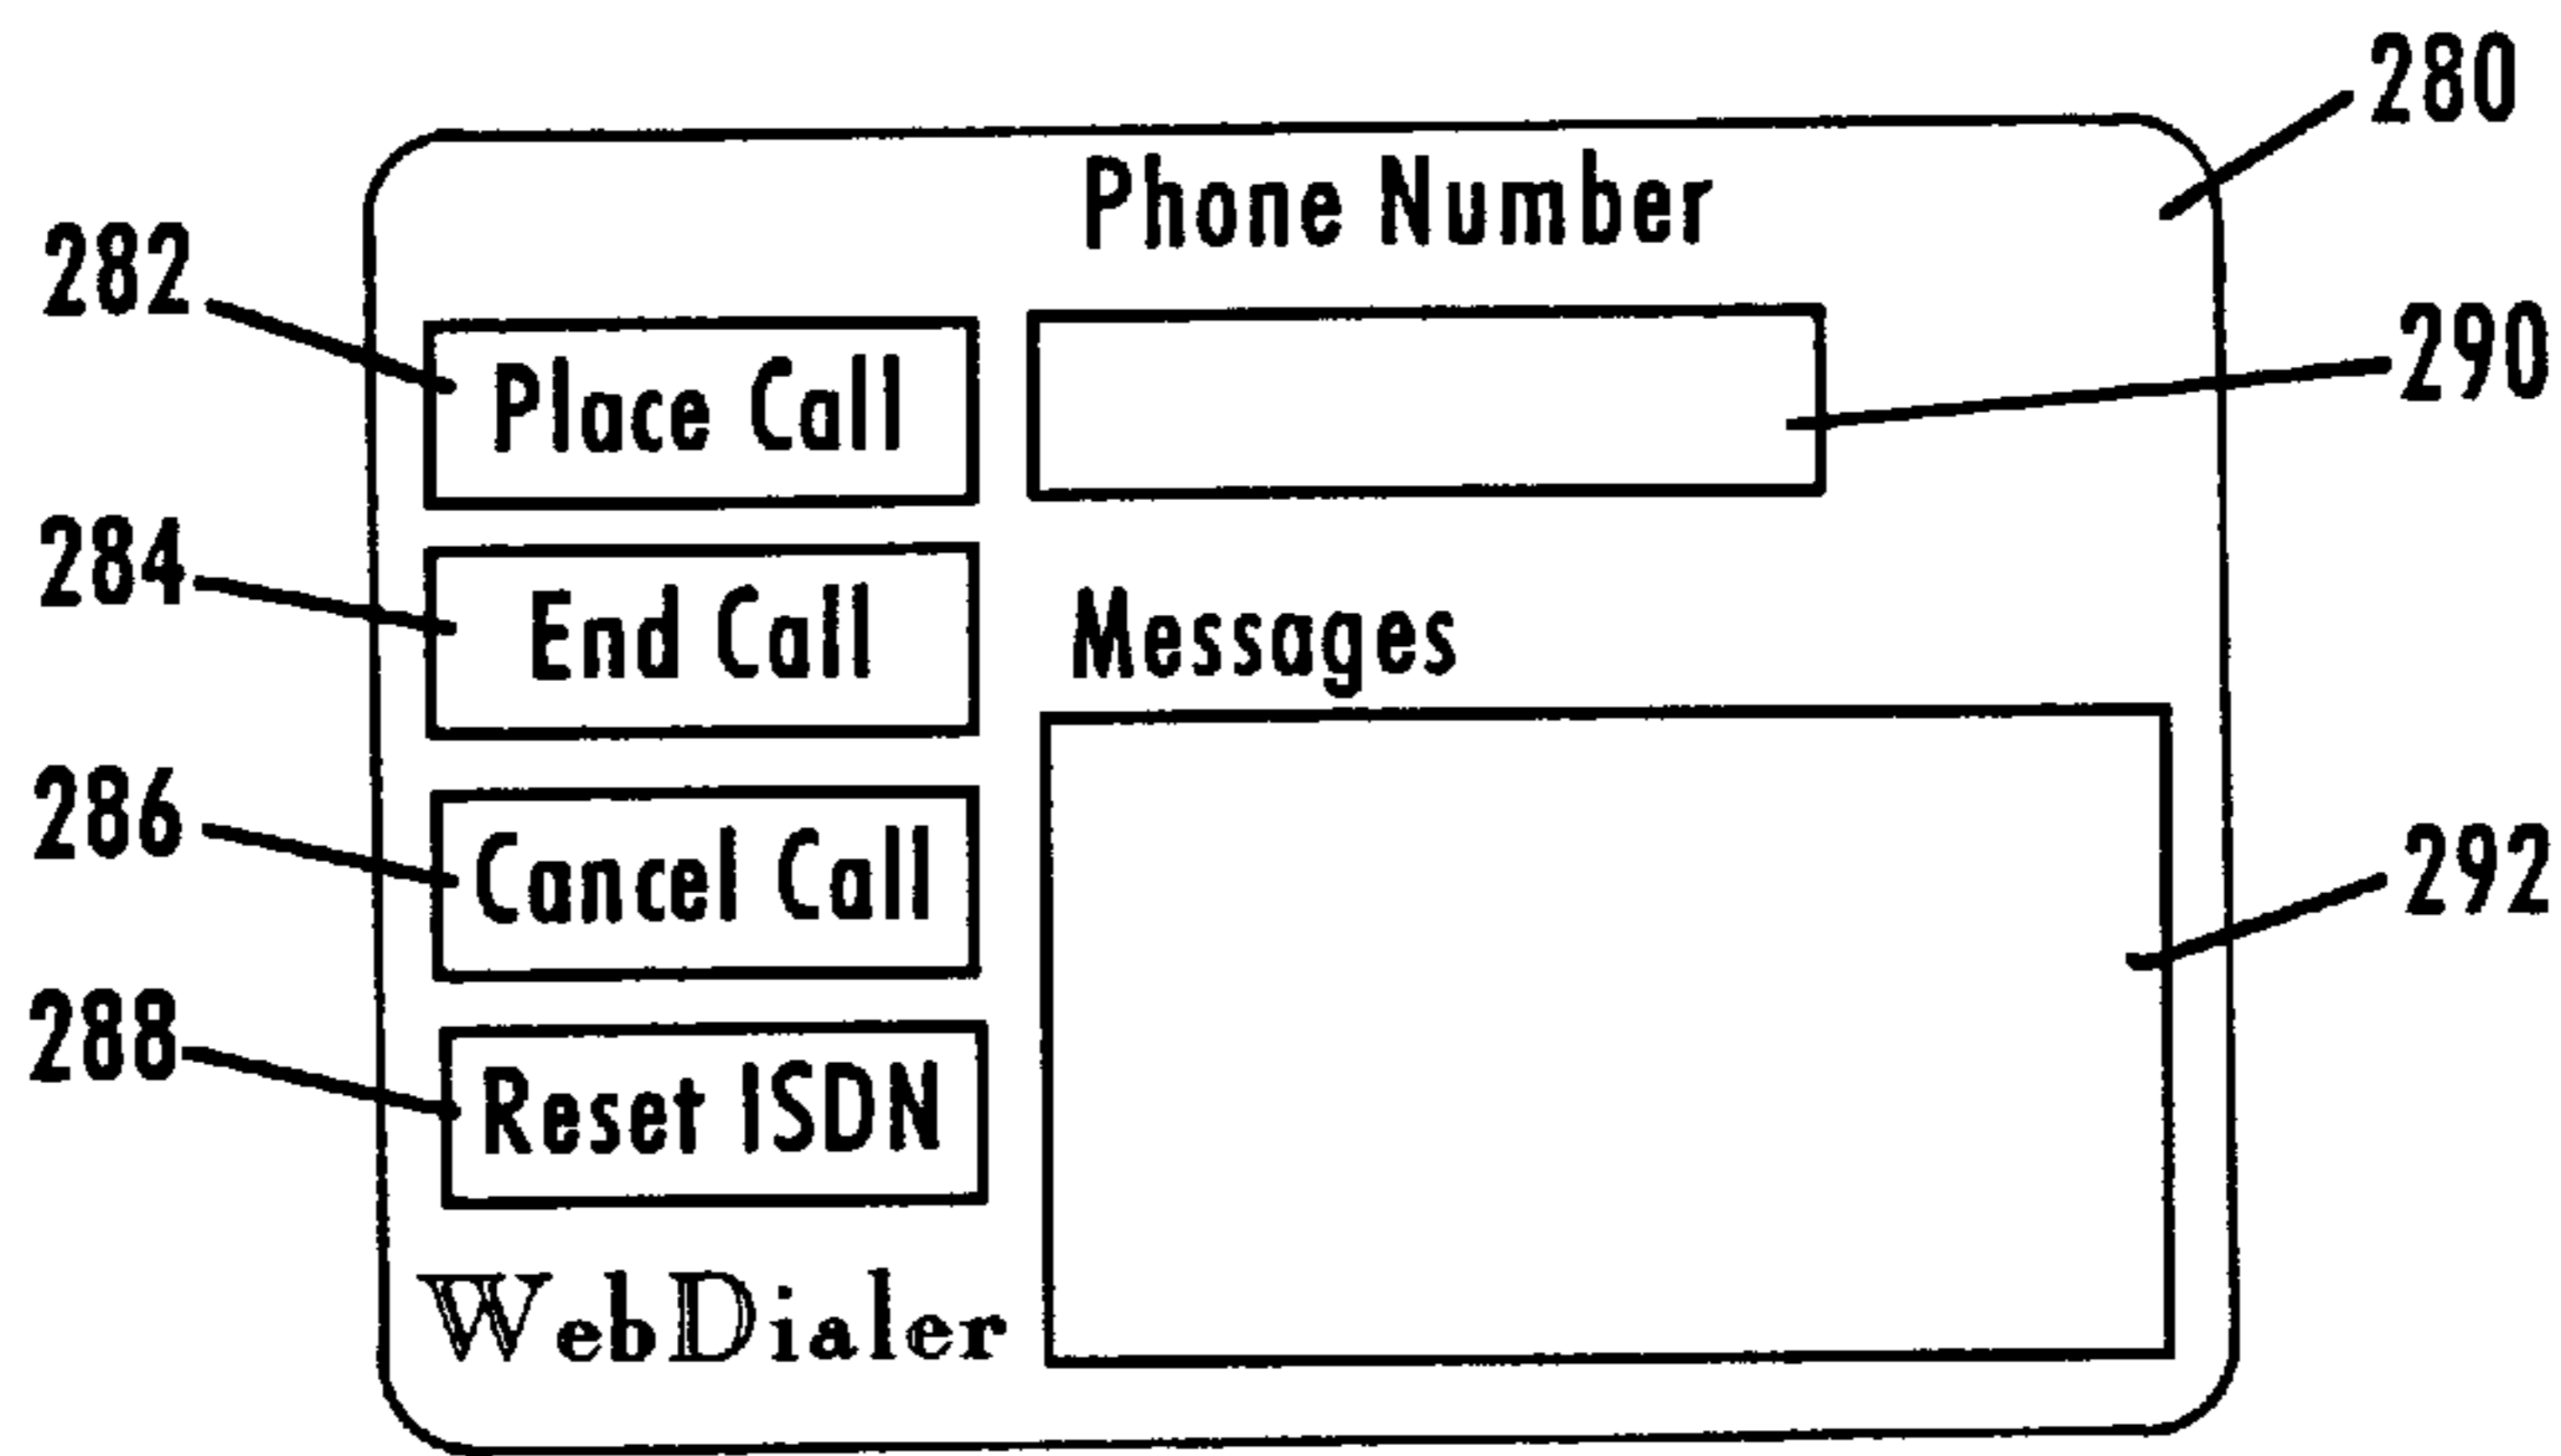 280
Phone Number
282
290
Place Call
284
End Call
Messages
286
Cancel Call
292
288
Reset ISDN
WebDialer